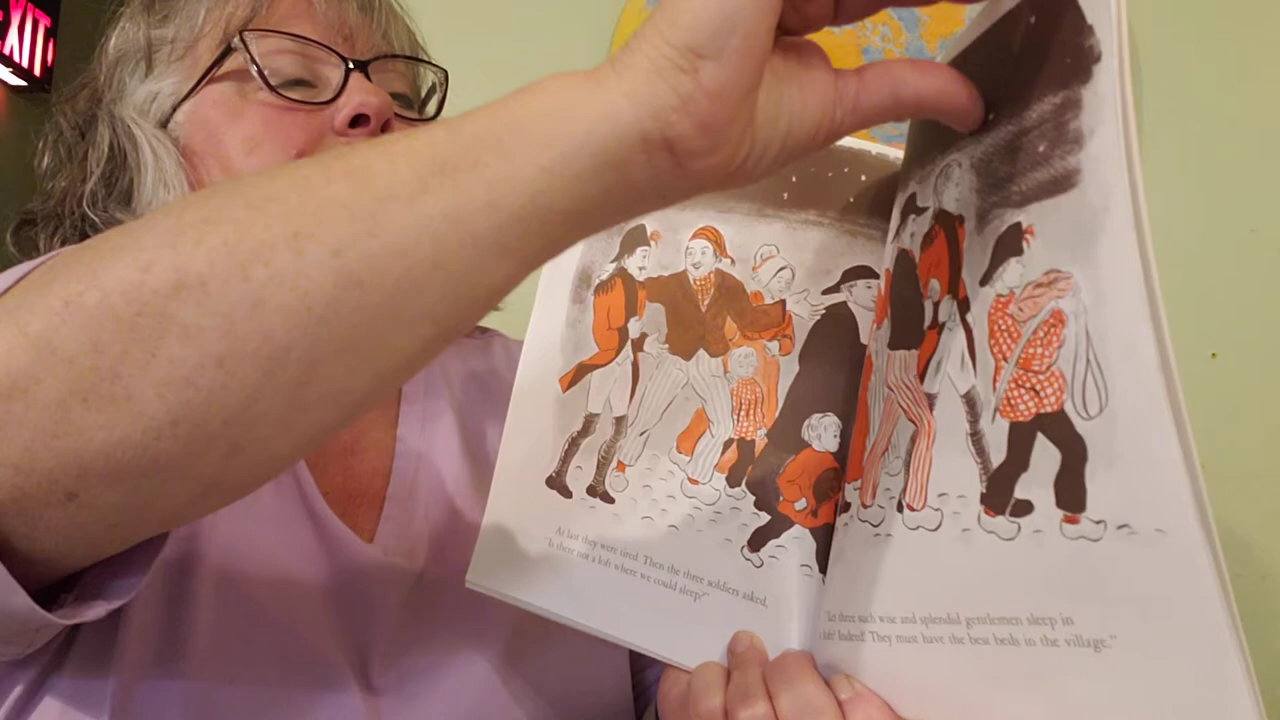 EXIT
At last they were tired. Then the three soldiers asked,
"Is there not a loft where we could sleep?"
"Let three such wise and splendid gentlemen sleep in
loft? Indeed! They must have the best beds in the village."